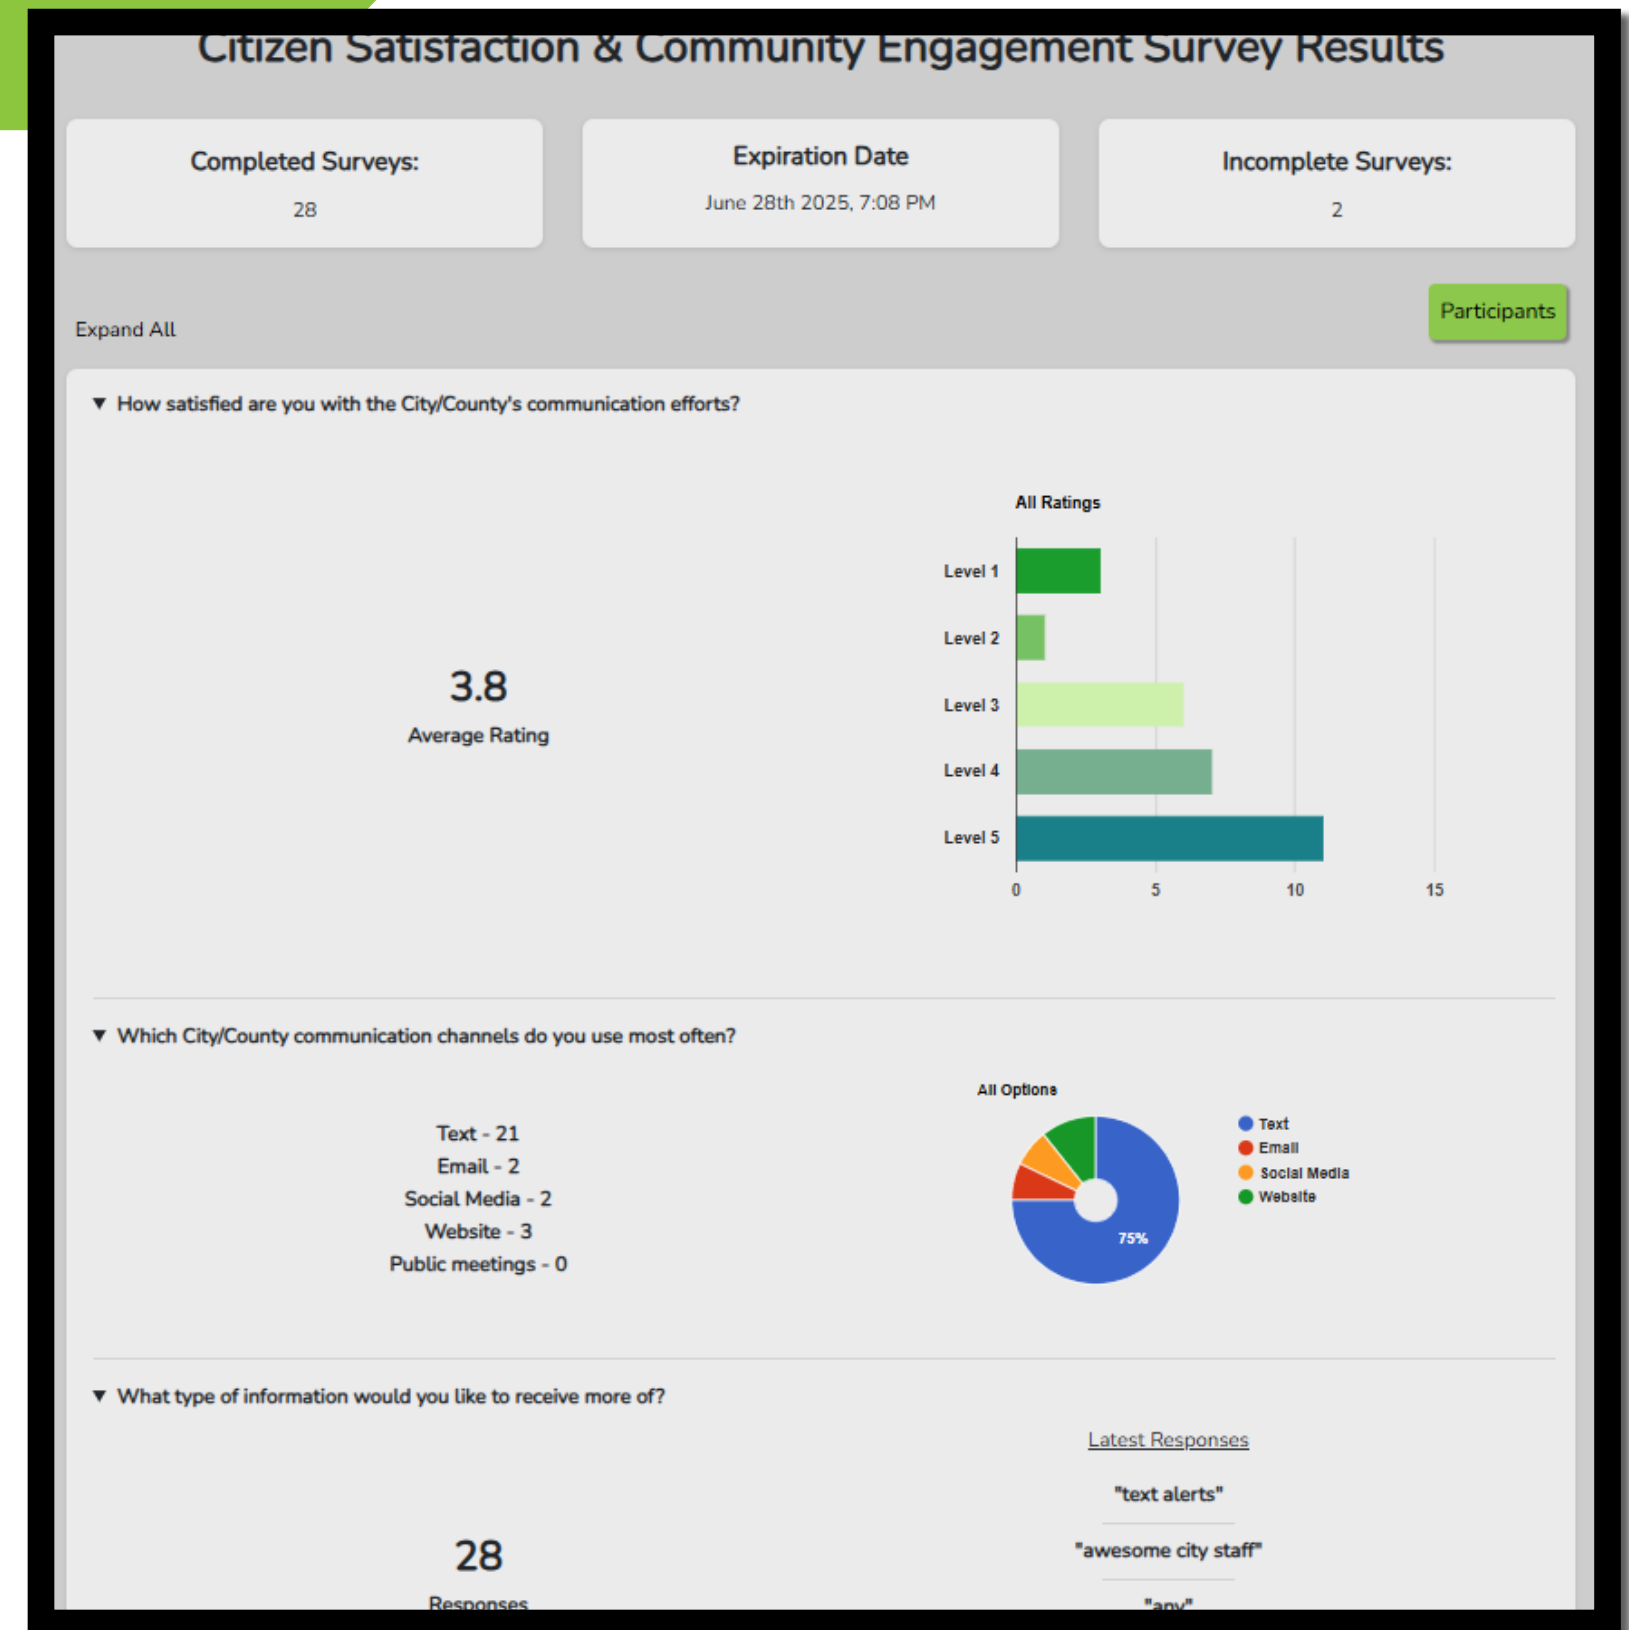 Citizen Satisfaction & Community Engagement Survey Results
Completed Surveys:
28
Expiration Date
June 28th 2025, 7:08 PM
Incomplete Surveys:
2
Expand All
Participants
▼ How satisfied are you with the City/County's communication efforts?
3.8
Average Rating
All Ratings
Level 1
Level 2
Level 3
Level 4
Level 5
0 5 10 15
▼ Which City/County communication channels do you use most often?
Text - 21
Email - 2
Social Media - 2
Website - 3
Public meetings - 0
All Options
75%
Text
Email
Social Media
Website
▼ What type of information would you like to receive more of?
28
Responses
Latest Responses
"text alerts"
"awesome city staff"
"any"